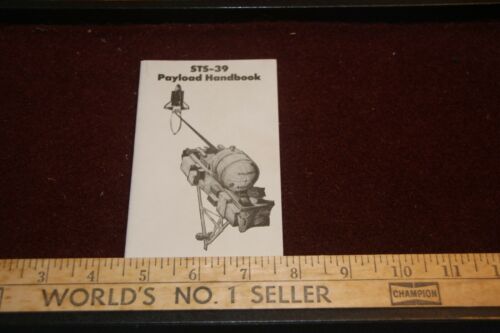 STS-39
Payload Handbook
3 4 5 6 7 8 9 10 11
WORLD'S NO. 1 SELLER
CHAMPION